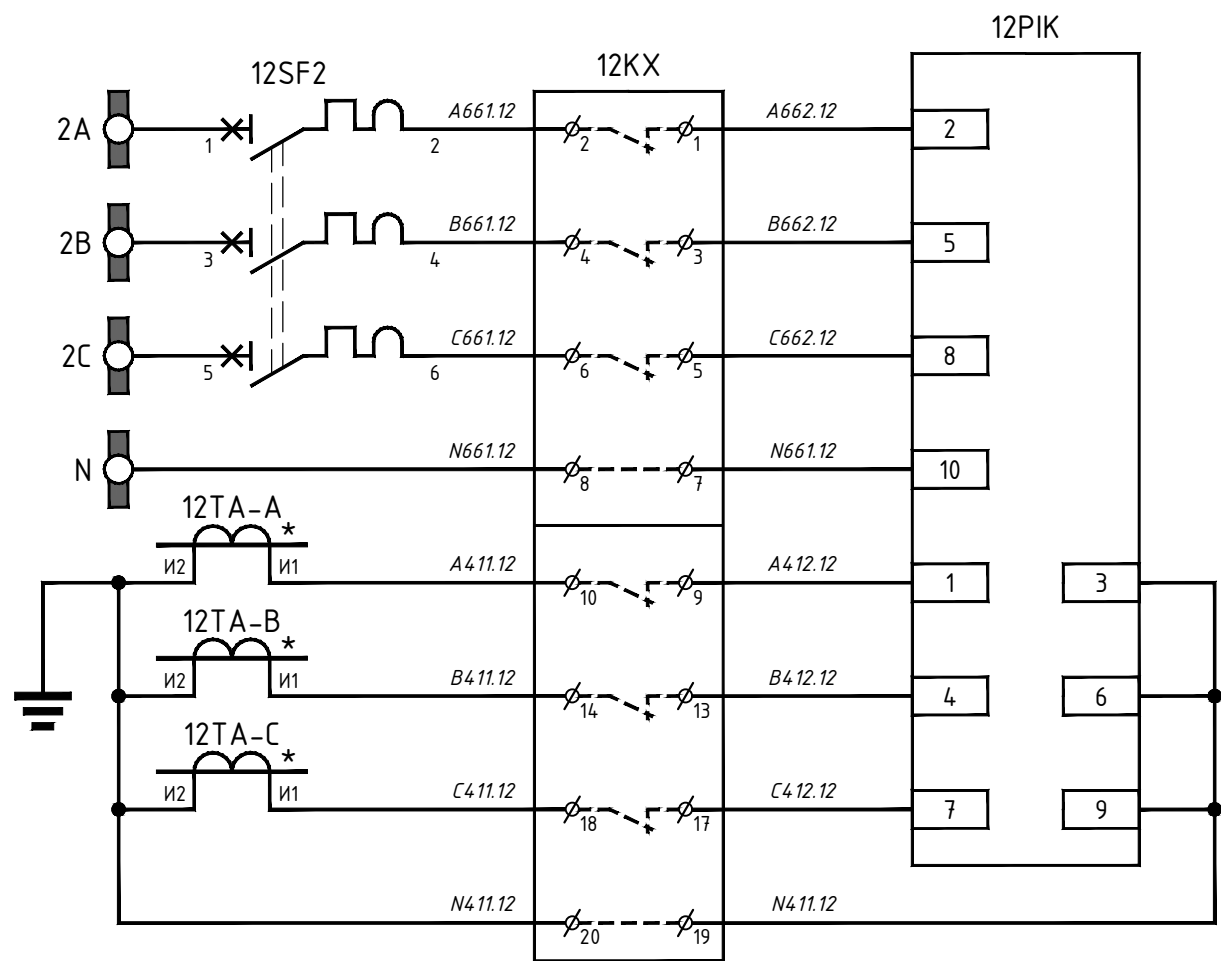 12PIK
12KX
12SF2
2A 1 2 A661.12 2 1 A662.12 2
2B 3 4 B661.12 4 3 B662.12 5
2C 5 6 C661.12 6 5 C662.12 8
N N661.12 8 7 N661.12 10
12TA-A *
И2 И1 A411.12 10 9 A412.12 1 3
12TA-B *
И2 И1 B411.12 14 13 B412.12 4 6
12TA-C *
И2 И1 C411.12 18 17 C412.12 7 9
N411.12 20 19 N411.12